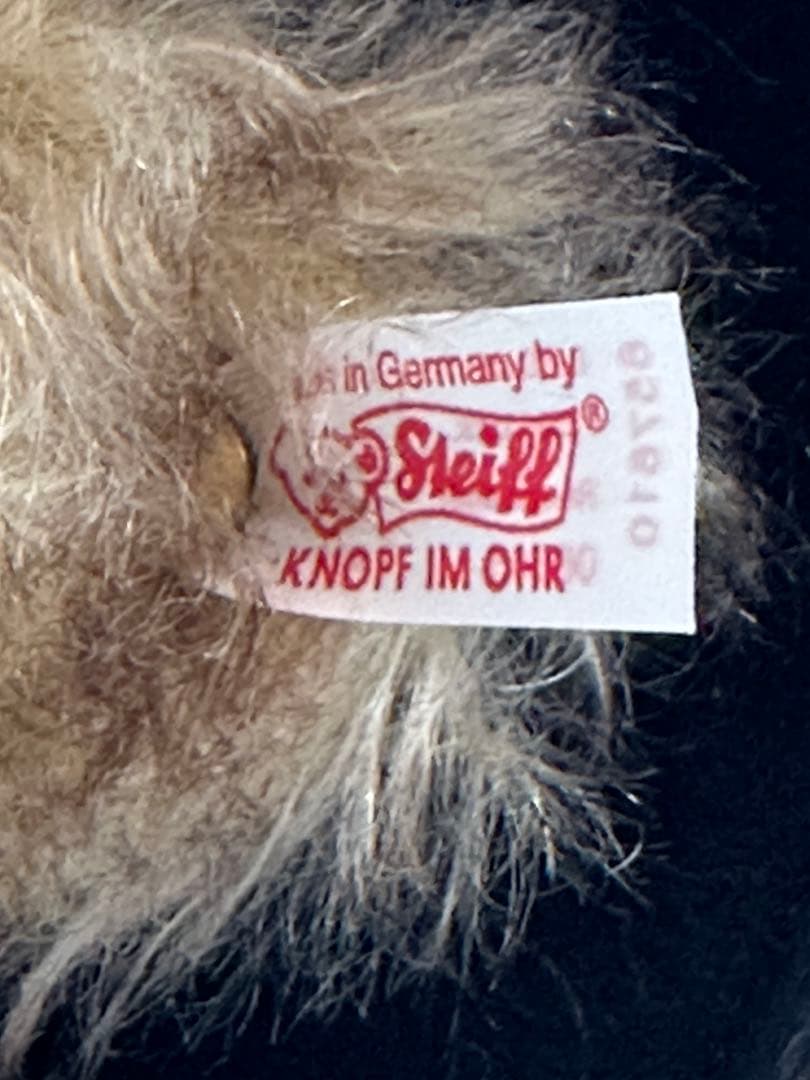 in Germany by
Steiff®
KNOPF IM OHR